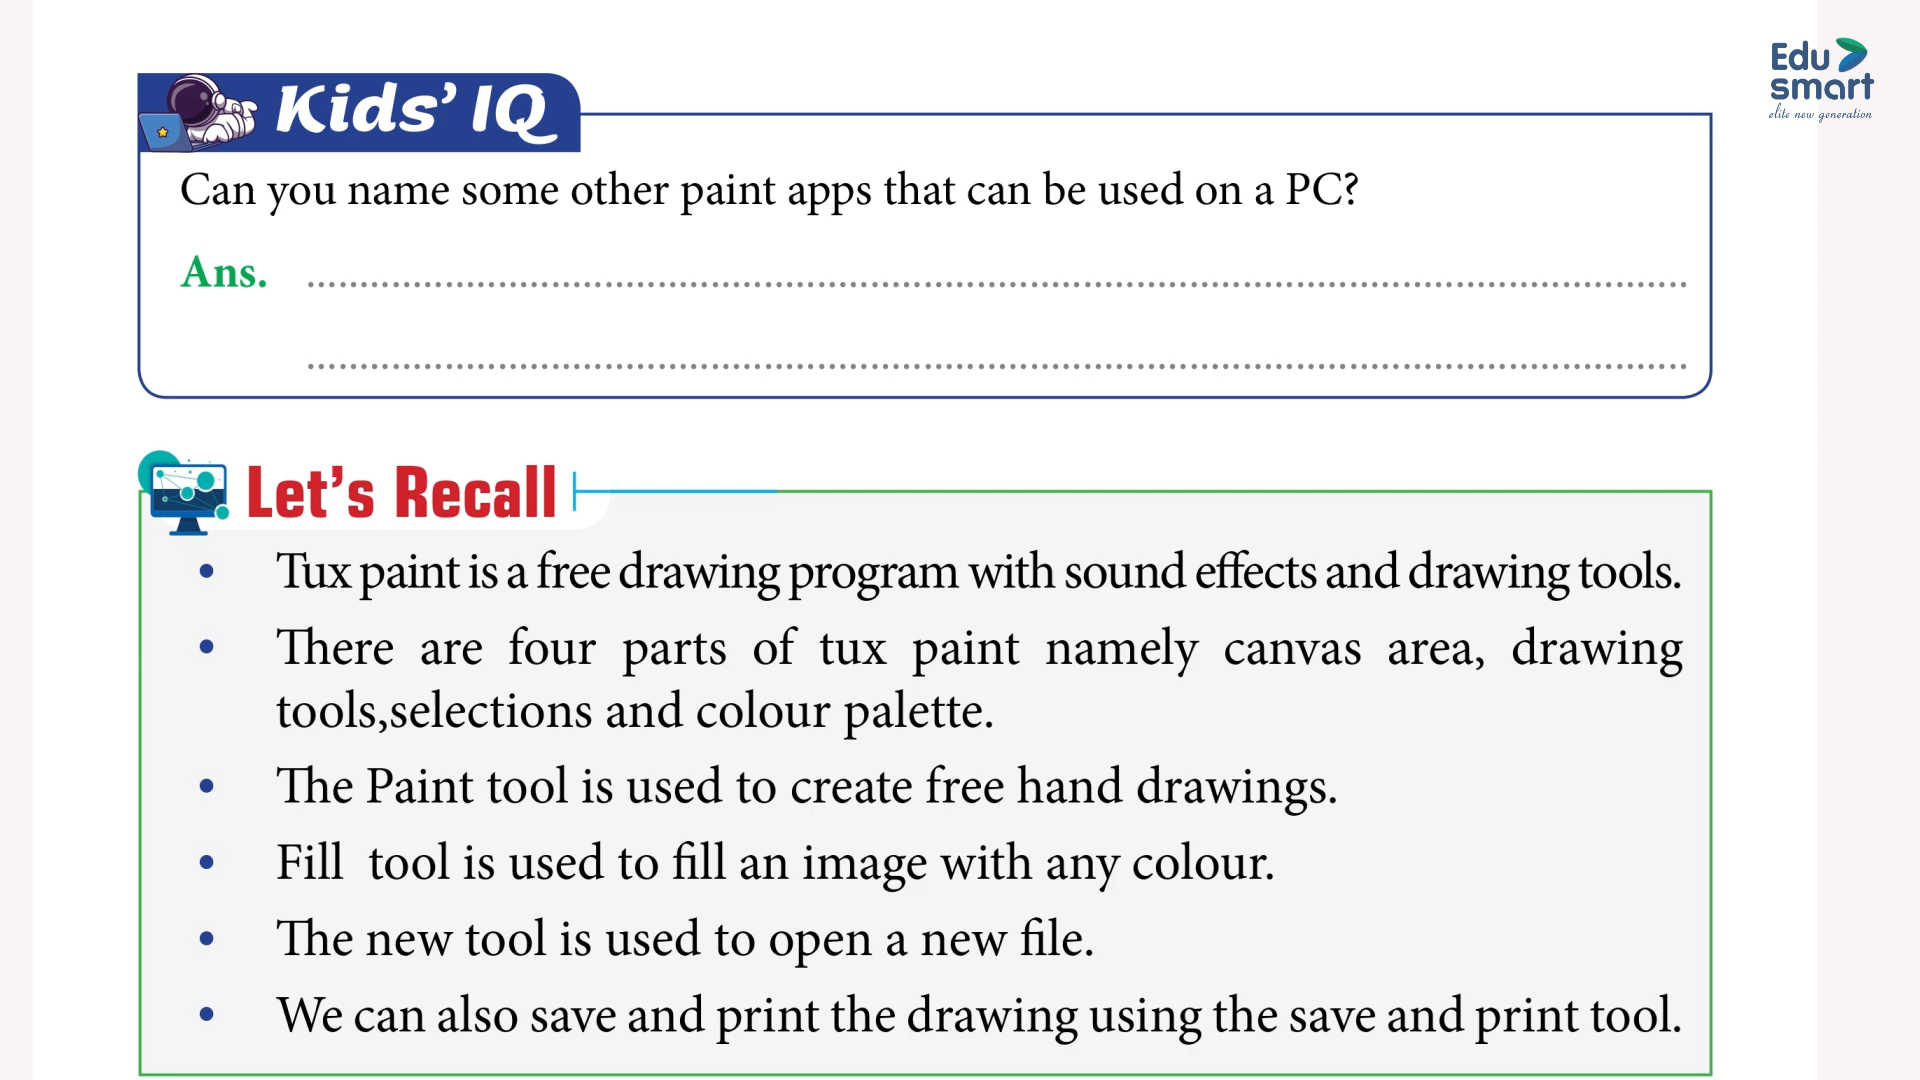 Edu
smart
elite new generation
Kids’ IQ
Can you name some other paint apps that can be used on a PC?
Ans.
Let’s Recall
• Tux paint is a free drawing program with sound effects and drawing tools.
• There are four parts of tux paint namely canvas area, drawing
tools,selections and colour palette.
• The Paint tool is used to create free hand drawings.
• Fill  tool is used to fill an image with any colour.
• The new tool is used to open a new file.
• We can also save and print the drawing using the save and print tool.